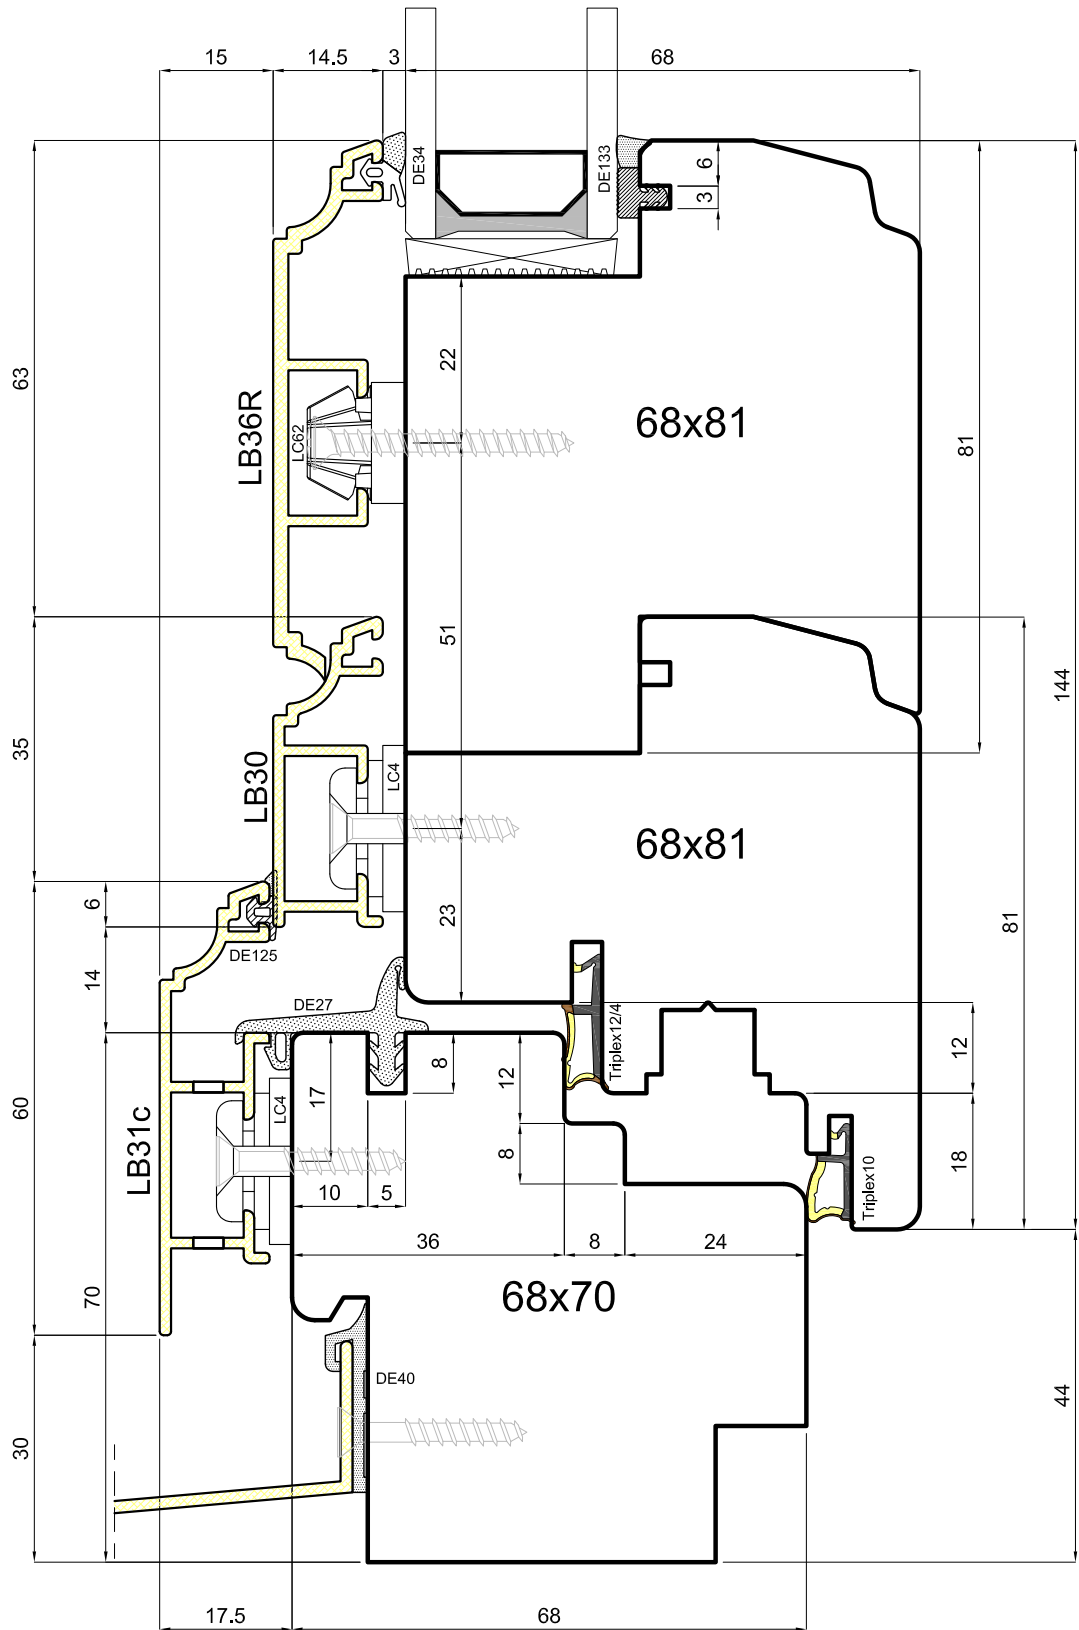 15
14.5
3
68
DE34
DE133
6
3
63
LB36R
LC62
22
68x81
81
51
144
35
LB30
LC4
68x81
6
23
81
DE125
14
DE27
Triplex12/4
12
8
12
17
60
LB31c
LC4
8
18
Triplex10
10
5
36
8
24
70
68x70
DE40
44
30
17.5
68